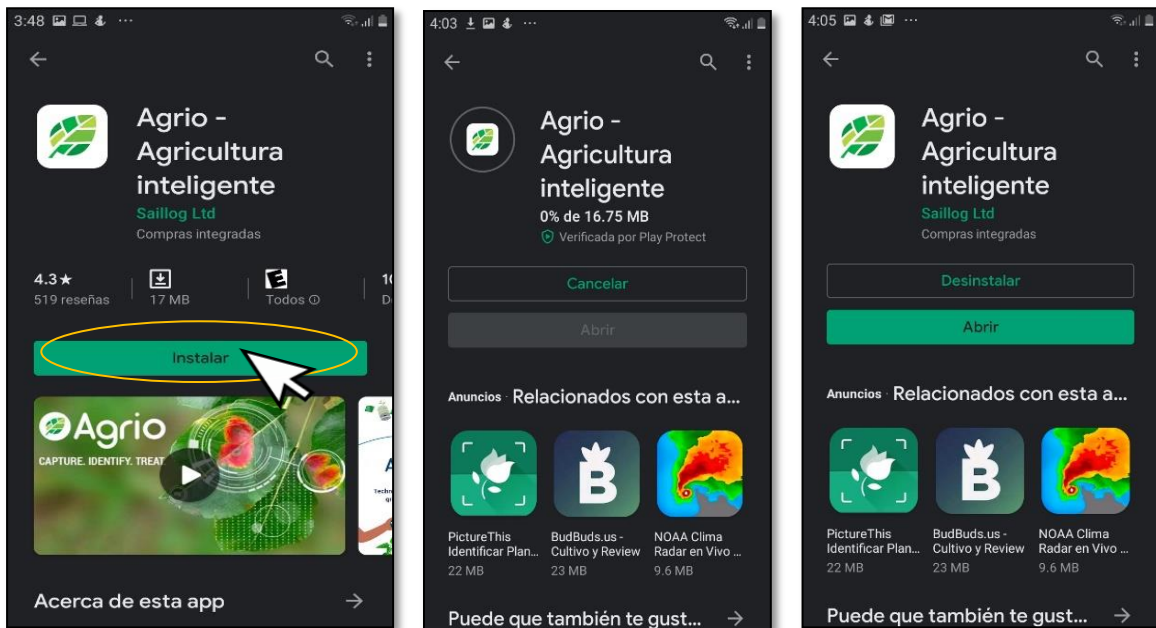 3:48
Agrio -
Agricultura
inteligente
Saillog Ltd
Compras integradas
4.3★
519 reseñas
17 MB
E
Todos
Instalar
Agrio
CAPTURE. IDENTIFY. TREAT
Acerca de esta app
4:03
Agrio -
Agricultura
inteligente
0% de 16.75 MB
Verificada por Play Protect
Cancelar
Abrir
Anuncios · Relacionados con esta a...
PictureThis
Identificar Plan...
22 MB
B
BudBuds.us -
Cultivo y Review
23 MB
NOAA Clima
Radar en Vivo ...
9.6 MB
Puede que también te gust...
4:05
Agrio -
Agricultura
inteligente
Saillog Ltd
Compras integradas
Desinstalar
Abrir
Anuncios · Relacionados con esta a...
PictureThis
Identificar Plan...
22 MB
B
BudBuds.us -
Cultivo y Review
23 MB
NOAA Clima
Radar en Vivo ...
9.6 MB
Puede que también te gust...